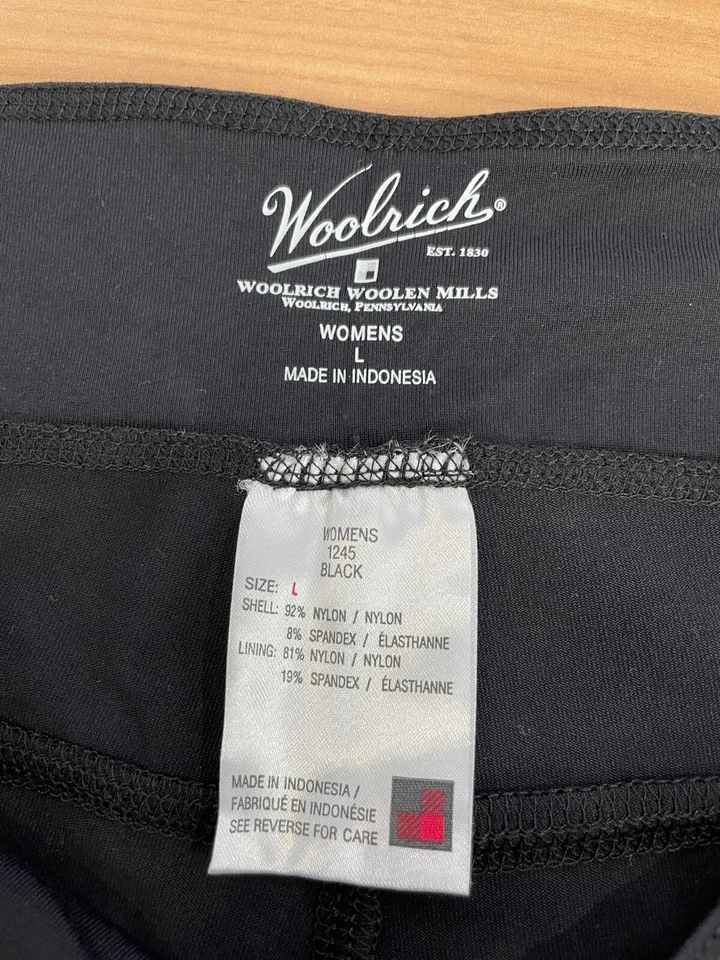 Woolrich®
EST. 1830
WOOLRICH WOOLEN MILLS
WOOLRICH, PENNSYLVANIA
WOMENS
L
MADE IN INDONESIA
WOMENS
1245
BLACK
SIZE: L
SHELL: 92% NYLON / NYLON
8% SPANDEX / ÉLASTHANNE
LINING: 81% NYLON / NYLON
19% SPANDEX / ÉLASTHANNE
MADE IN INDONESIA /
FABRIQUÉ EN INDONÉSIE
SEE REVERSE FOR CARE